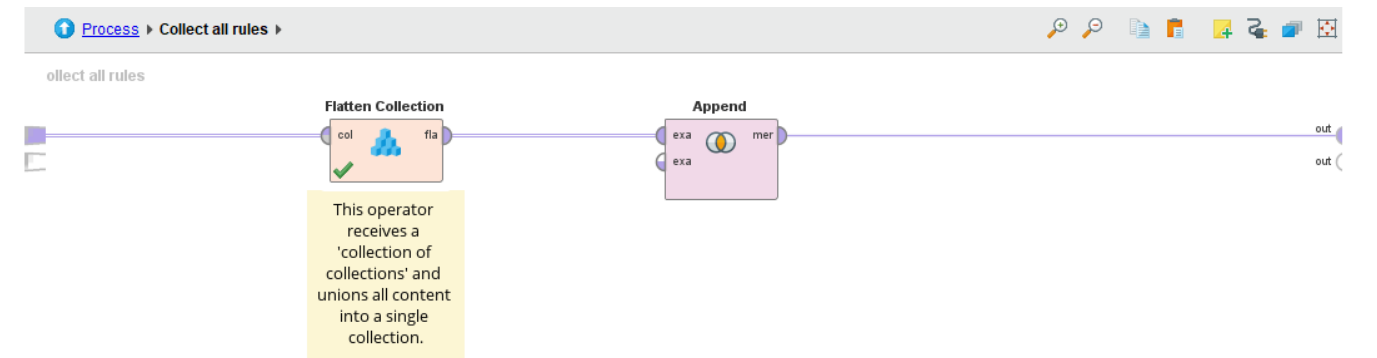 Process Collect all rules
ollect all rules
Flatten Collection
Append
col
fla
exa
mer
exa
out
out
This operator
receives a
'collection of
collections' and
unions all content
into a single
collection.